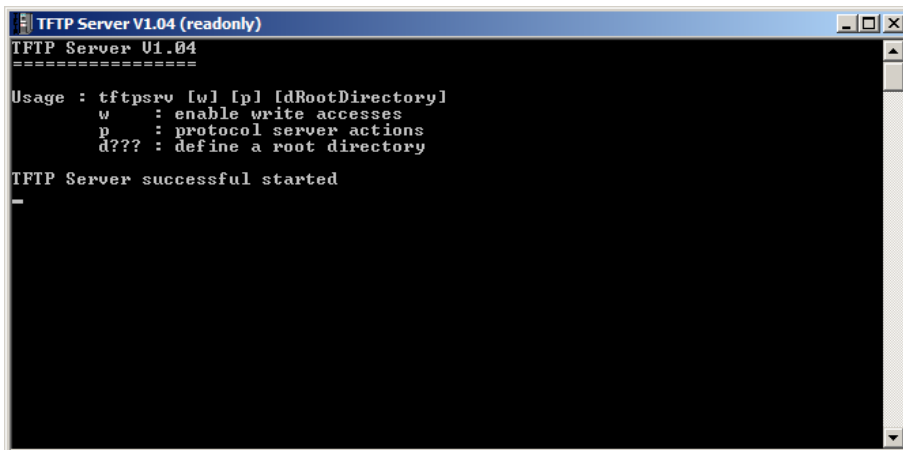 TFTP Server V1.04 (readonly)
TFTP Server V1.04
=================
Usage : tftpsrv [w] [p] [dRootDirectory]
        w    : enable write accesses
        p    : protocol server actions
        d??? : define a root directory
TFTP Server successful started